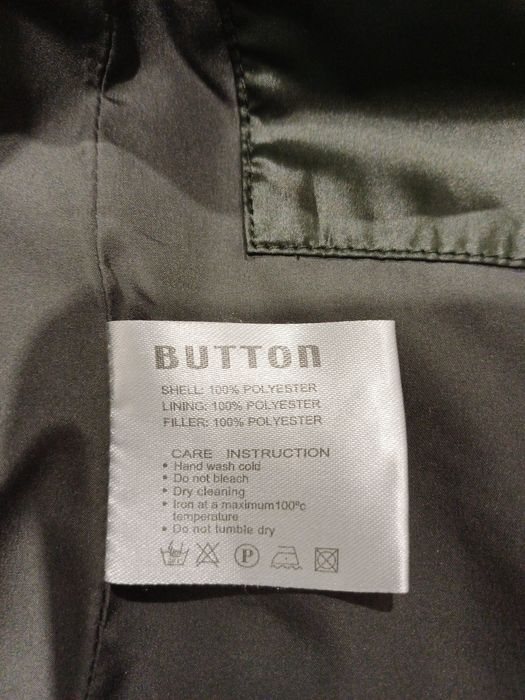 BUTTON
SHELL: 100% POLYESTER
LINING: 100% POLYESTER
FILLER: 100% POLYESTER
CARE INSTRUCTION
• Hand wash cold
• Do not bleach
• Dry cleaning
• Iron at a maximum100ºc
temperature
• Do not tumble dry
P